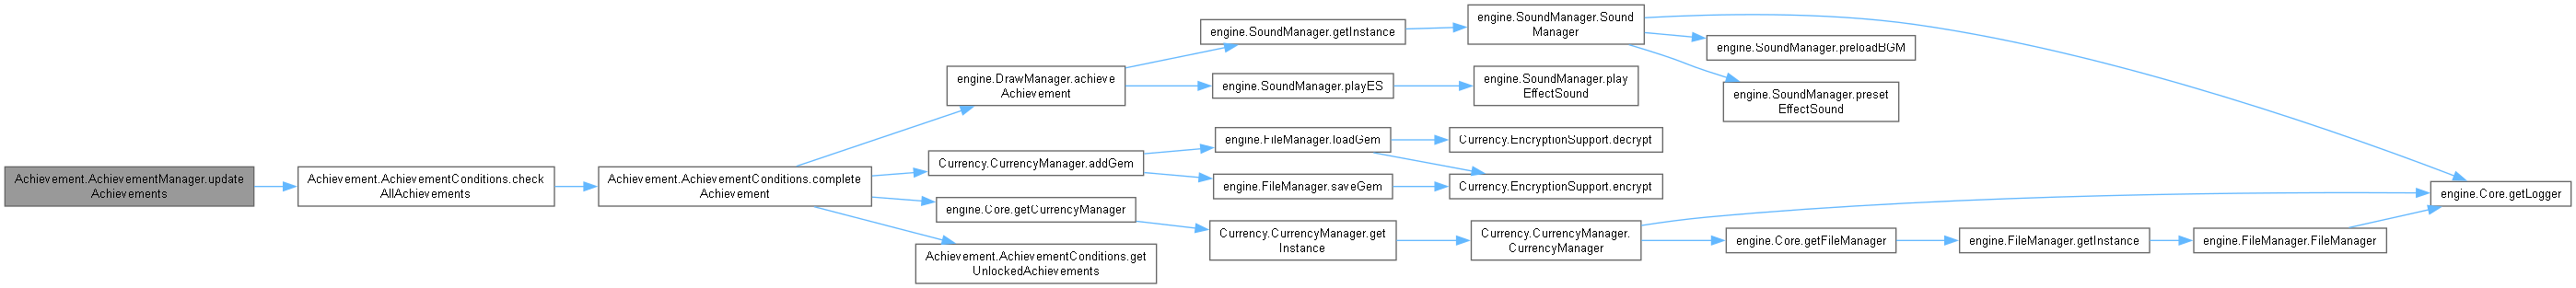 Achievement.AchievementManager.update
Achievements
Achievement.AchievementConditions.check
AllAchievements
Achievement.AchievementConditions.complete
Achievement
engine.DrawManager.achieve
Achievement
Currency.CurrencyManager.addGem
engine.Core.getCurrencyManager
Achievement.AchievementConditions.get
UnlockedAchievements
engine.SoundManager.getInstance
engine.SoundManager.playES
engine.FileManager.loadGem
engine.FileManager.saveGem
Currency.CurrencyManager.get
Instance
engine.SoundManager.Sound
Manager
engine.SoundManager.play
EffectSound
Currency.EncryptionSupport.decrypt
Currency.EncryptionSupport.encrypt
Currency.CurrencyManager.
CurrencyManager
engine.SoundManager.preloadBGM
engine.SoundManager.preset
EffectSound
engine.Core.getFileManager
engine.FileManager.getInstance
engine.FileManager.FileManager
engine.Core.getLogger